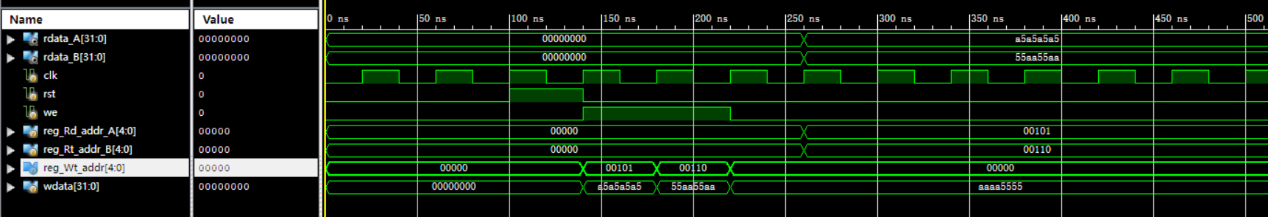 Name Value 0 ns 50 ns 100 ns 150 ns 200 ns 250 ns 300 ns 350 ns 400 ns 450 ns 500
rdata_A[31:0] 00000000 00000000 a5a5a5a5
rdata_B[31:0] 00000000 00000000 55aa55aa
clk 0
rst 0
we 0
reg_Rd_addr_A[4:0] 00000 00000 00101
reg_Rt_addr_B[4:0] 00000 00000 00110
reg_Wt_addr[4:0] 00000 00000 00101 00110 00000
wdata[31:0] 00000000 00000000 a5a5a5a5 55aa55aa aaaa5555